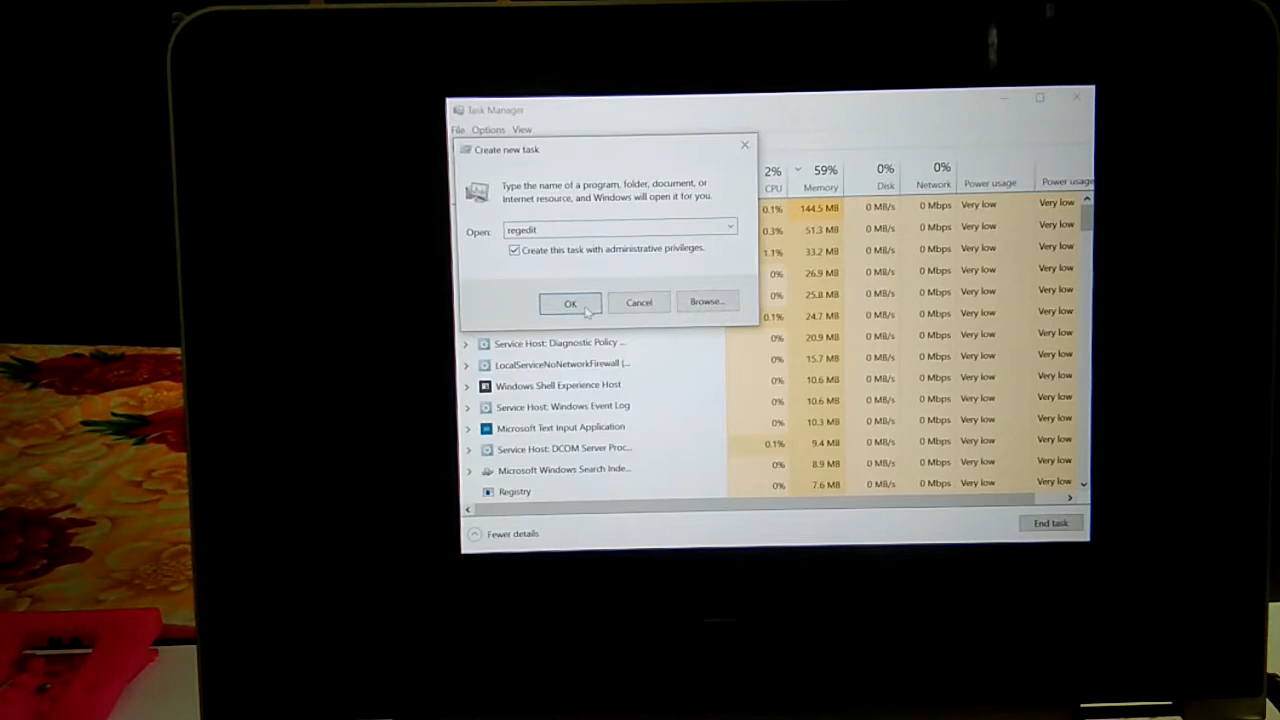 Task Manager
File Options View
Create new task
Type the name of a program, folder, document, or
Internet resource, and Windows will open it for you.
Open: regedit
Create this task with administrative privileges.
OK Cancel Browse...
2% 59% 0% 0%
CPU Memory Disk Network Power usage Power usage
0.1% 144.5 MB 0 MB/s 0 Mbps Very low Very low
0.3% 51.3 MB 0 MB/s 0 Mbps Very low Very low
1.1% 33.2 MB 0 MB/s 0 Mbps Very low Very low
0% 26.9 MB 0 MB/s 0 Mbps Very low Very low
0% 25.8 MB 0 MB/s 0 Mbps Very low Very low
0.1% 24.7 MB 0 MB/s 0 Mbps Very low Very low
Service Host: Diagnostic Policy ... 0% 20.9 MB 0 MB/s 0 Mbps Very low Very low
LocalServiceNoNetworkFirewall (... 0% 15.7 MB 0 MB/s 0 Mbps Very low Very low
Windows Shell Experience Host 0% 10.6 MB 0 MB/s 0 Mbps Very low Very low
Service Host: Windows Event Log 0% 10.6 MB 0 MB/s 0 Mbps Very low Very low
Microsoft Text Input Application 0% 10.3 MB 0 MB/s 0 Mbps Very low Very low
Service Host: DCOM Server Proc... 0.1% 9.4 MB 0 MB/s 0 Mbps Very low Very low
Microsoft Windows Search Inde... 0% 8.9 MB 0 MB/s 0 Mbps Very low Very low
Registry 0% 7.6 MB 0 MB/s 0 Mbps Very low Very low
Fewer details End task